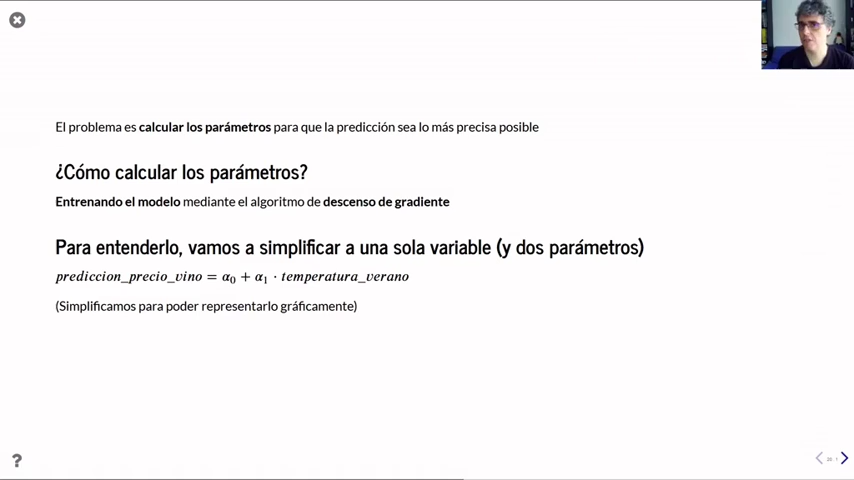 El problema es calcular los parámetros para que la predicción sea lo más precisa posible
¿Cómo calcular los parámetros?
Entrenando el modelo mediante el algoritmo de descenso de gradiente
Para entenderlo, vamos a simplificar a una sola variable (y dos parámetros)
prediccion_precio_vino = α₀ + α₁ · temperatura_verano
(Simplificamos para poder representarlo gráficamente)
?